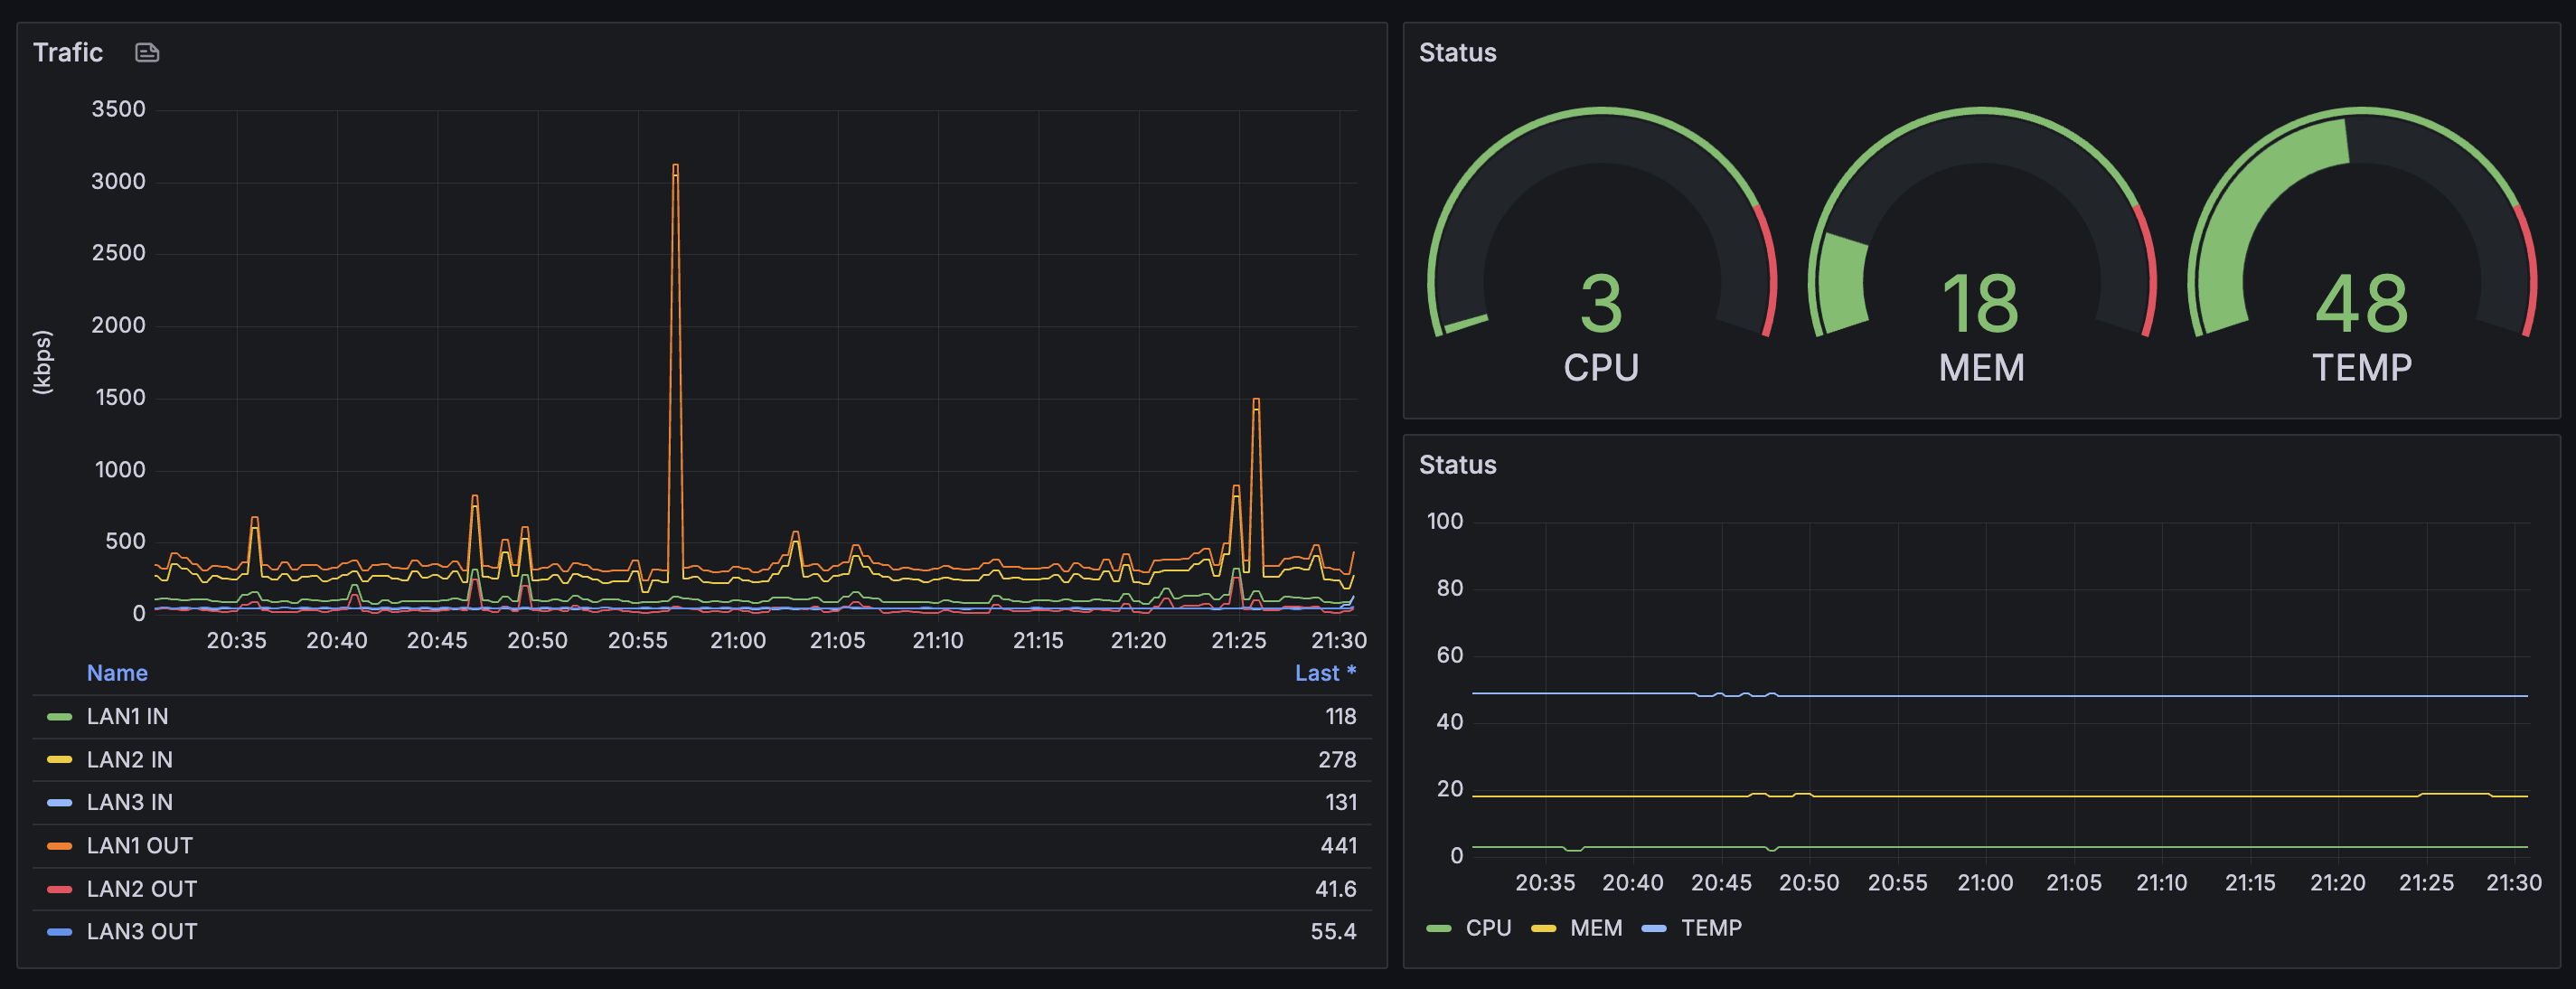 Trafic
3500
3000
2500
2000
1500
1000
500
0
(kbps)
20:35 20:40 20:45 20:50 20:55 21:00 21:05 21:10 21:15 21:20 21:25 21:30
Name Last *
LAN1 IN 118
LAN2 IN 278
LAN3 IN 131
LAN1 OUT 441
LAN2 OUT 41.6
LAN3 OUT 55.4
Status
3 18 48
CPU MEM TEMP
Status
100
80
60
40
20
0
20:35 20:40 20:45 20:50 20:55 21:00 21:05 21:10 21:15 21:20 21:25 21:30
CPU MEM TEMP